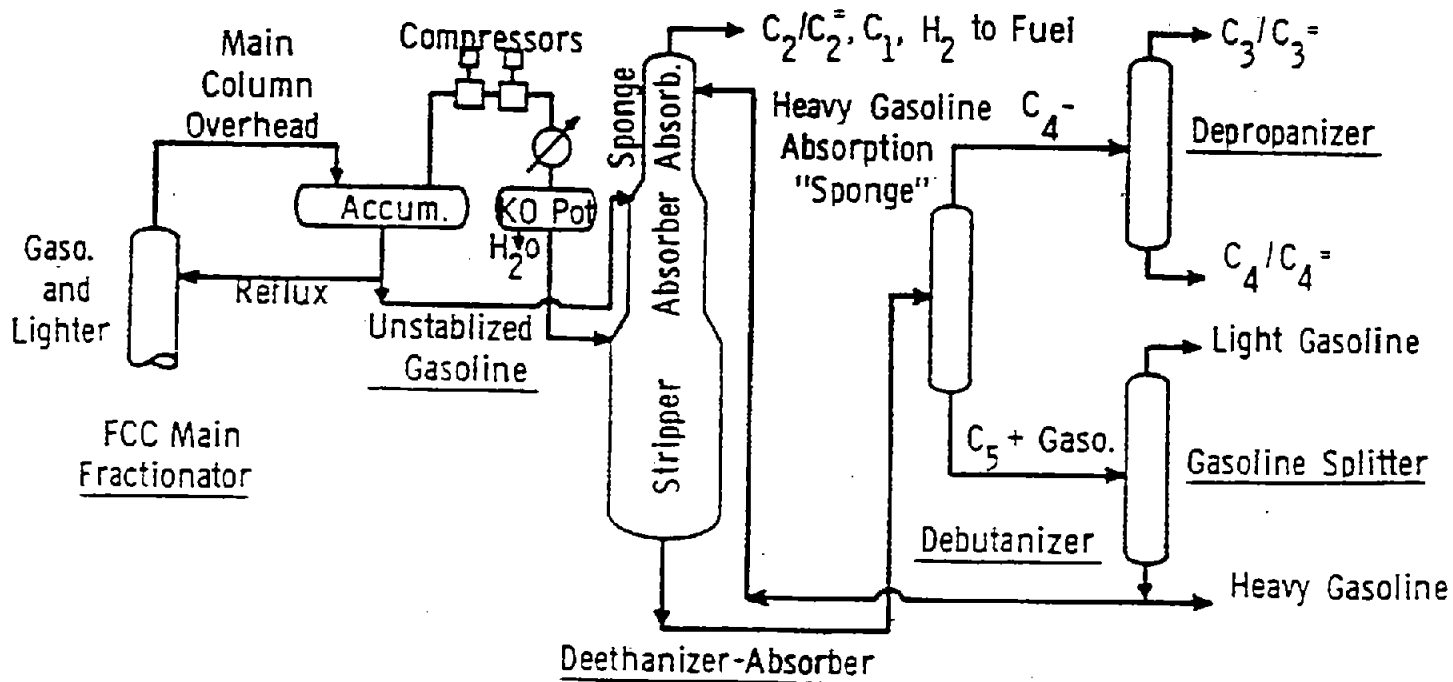 Main
Column
Overhead
Compressors
C2/C2=, C1, H2 to Fuel
C3/C3=
Sponge
Absorb.
Heavy Gasoline
Absorption
"Sponge"
C4-
Depropanizer
Accum.
KO Pot
H2O
Absorber
Gaso.
and
Lighter
Reflux
C4/C4=
Unstablized
Gasoline
Light Gasoline
Stripper
FCC Main
Fractionator
C5+ Gaso.
Gasoline Splitter
Debutanizer
Heavy Gasoline
Deethanizer-Absorber